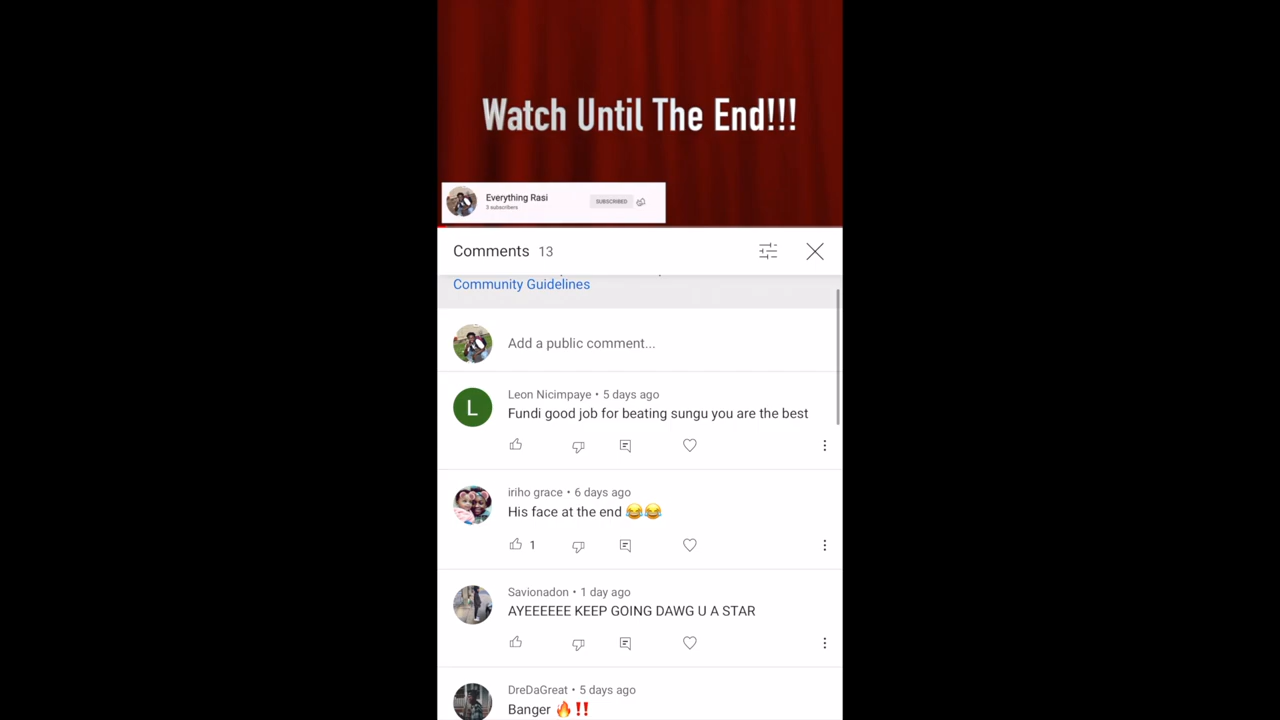 Watch Until The End!!!
Everything Rasi
3 subscribers
SUBSCRIBED
Comments 13
Community Guidelines
Add a public comment...
L
Leon Nicimpaye • 5 days ago
Fundi good job for beating sungu you are the best
iriho grace • 6 days ago
His face at the end 😂😂
1
Savionadon • 1 day ago
AYEEEEEE KEEP GOING DAWG U A STAR
DreDaGreat • 5 days ago
Banger 🔥‼️